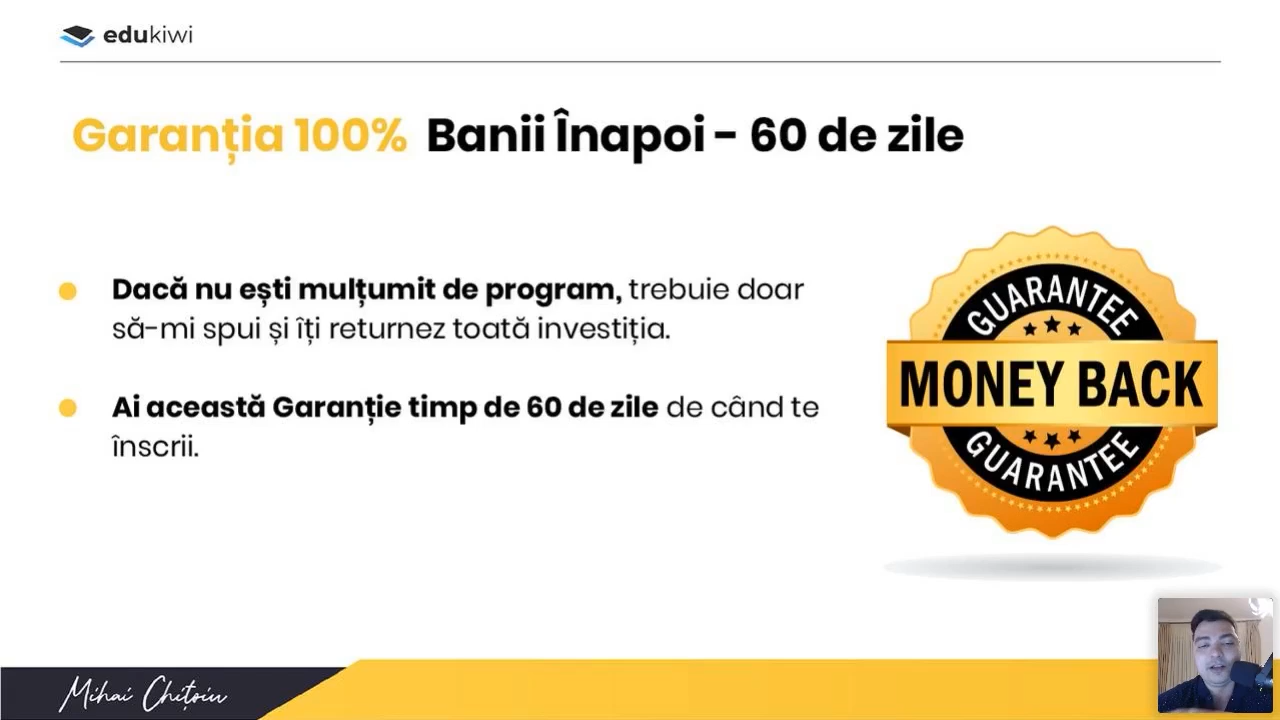 edukiwi
Garanția 100% Banii Înapoi - 60 de zile
Dacă nu ești mulțumit de program, trebuie doar
să-mi spui și îți returnez toată investiția.
Ai această Garanție timp de 60 de zile de când te
înscrii.
GUARANTEE
MONEY BACK
GUARANTEE
Mihai Chițoiu